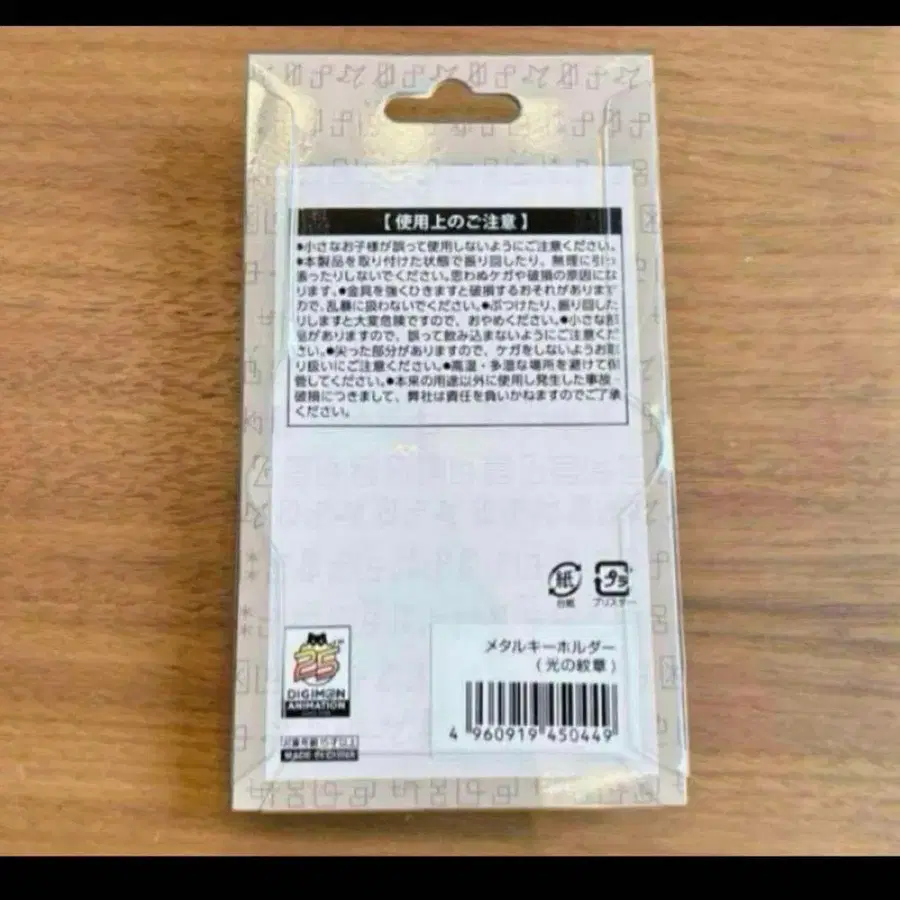 【使用上のご注意】
●小さなお子様が誤って使用しないようにご注意ください。
●本製品を取り付けた状態で振り回したり、無理に引っ
張ったりしないでください。思わぬケガや破損の原因にな
ります。●金具を強くひきますと破損するおそれがあります
ので、乱暴に扱わないでください。●ぶつけたり、振り回した
りしますと大変危険ですので、おやめください。●小さな部
品がありますので、誤って飲み込まないようにご注意くだ
さい。●尖った部分がありますので、ケガをしないようお取
り扱いにご注意ください。●高温・多湿な場所を避けて保
管してください。●本来の用途以外に使用し発生した事故・
破損につきまして、弊社は責任を負いかねますのでご了承
ください。
紙
プラ
台紙
ブリスター
25
DIGIMON
ANIMATION
メタルキーホルダー
(光の紋章)
4 960919 450449
対象年齢15才以上
MADE IN CHINA